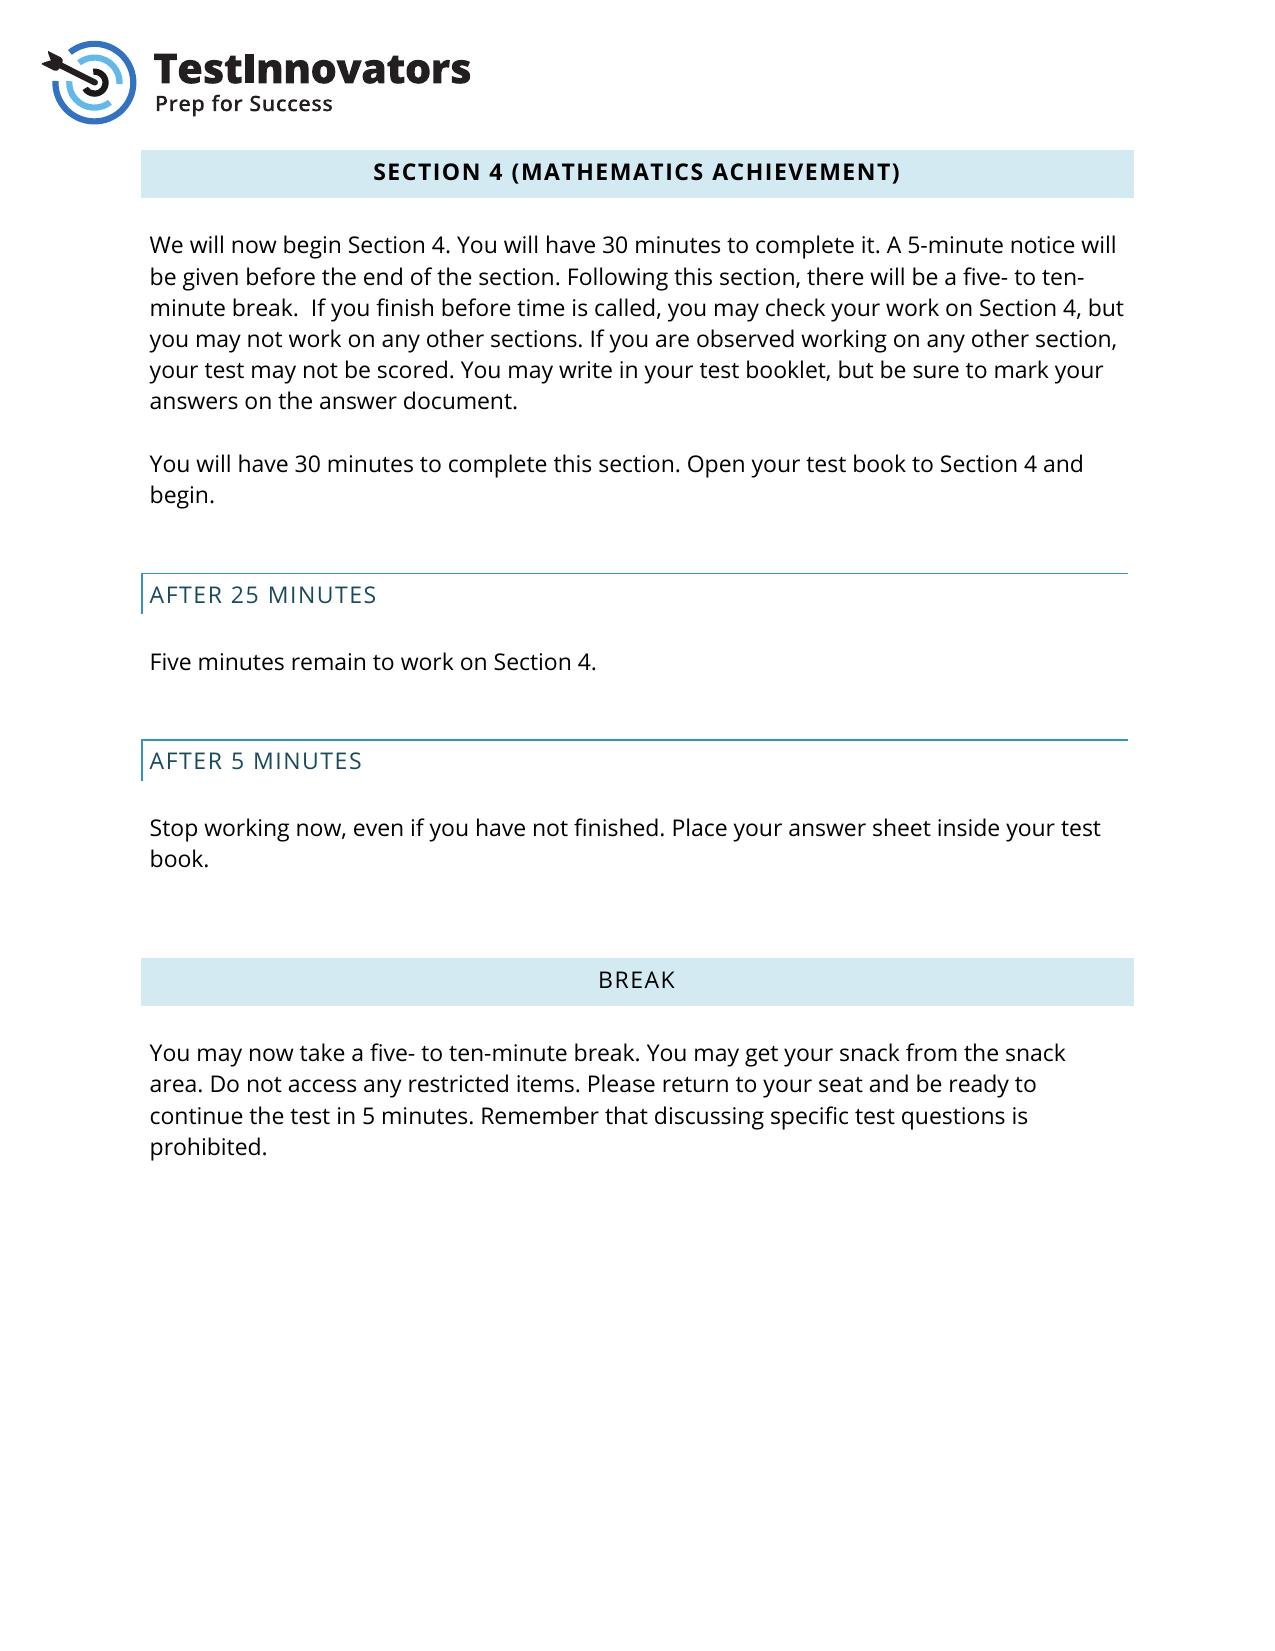 TestInnovators
Prep for Success
SECTION 4 (MATHEMATICS ACHIEVEMENT)
We will now begin Section 4. You will have 30 minutes to complete it. A 5-minute notice will
be given before the end of the section. Following this section, there will be a five- to ten-
minute break.  If you finish before time is called, you may check your work on Section 4, but
you may not work on any other sections. If you are observed working on any other section,
your test may not be scored. You may write in your test booklet, but be sure to mark your
answers on the answer document.
You will have 30 minutes to complete this section. Open your test book to Section 4 and
begin.
AFTER 25 MINUTES
Five minutes remain to work on Section 4.
AFTER 5 MINUTES
Stop working now, even if you have not finished. Place your answer sheet inside your test
book.
BREAK
You may now take a five- to ten-minute break. You may get your snack from the snack
area. Do not access any restricted items. Please return to your seat and be ready to
continue the test in 5 minutes. Remember that discussing specific test questions is
prohibited.